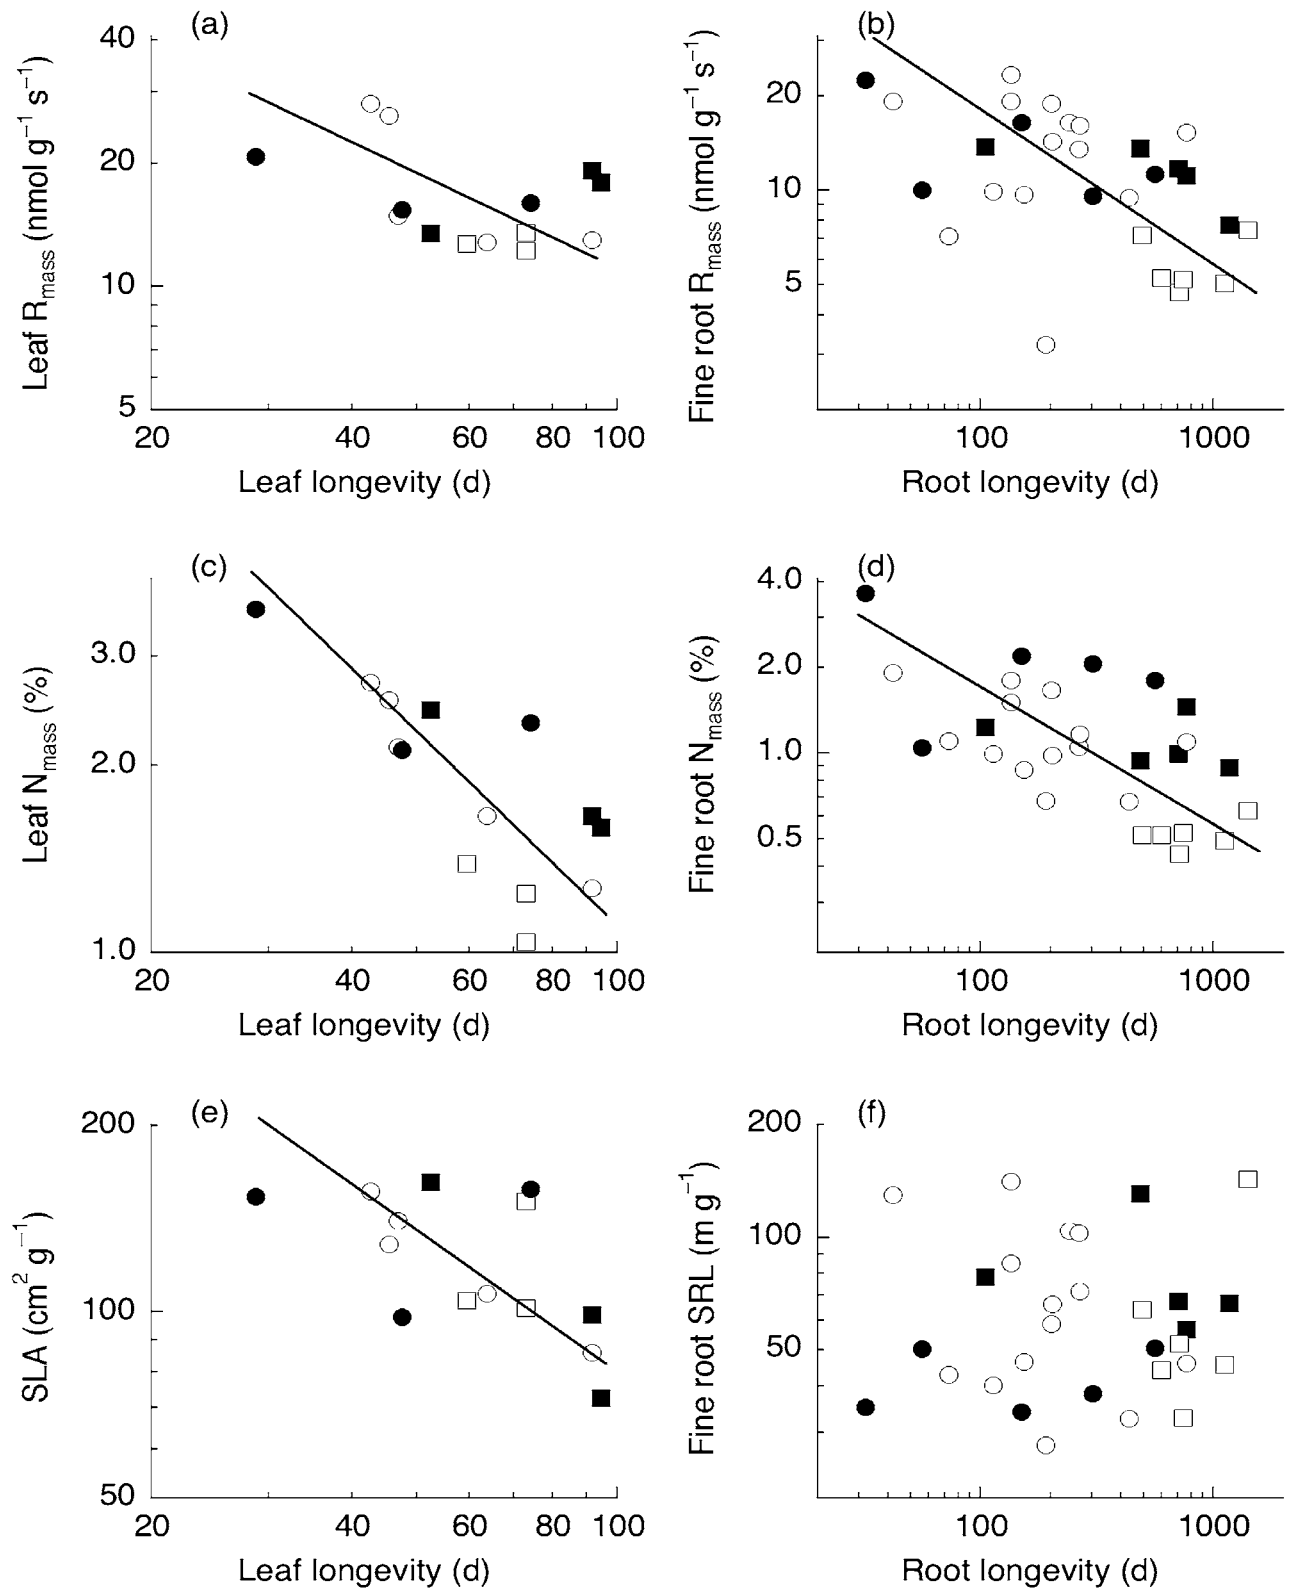 (a)
40
20
10
5
Leaf R_mass (nmol g⁻¹ s⁻¹)
20 40 60 80 100
Leaf longevity (d)
(b)
20
10
5
Fine root R_mass (nmol g⁻¹ s⁻¹)
100 1000
Root longevity (d)
(c)
3.0
2.0
1.0
Leaf N_mass (%)
20 40 60 80 100
Leaf longevity (d)
(d)
4.0
2.0
1.0
0.5
Fine root N_mass (%)
100 1000
Root longevity (d)
(e)
200
100
50
SLA (cm² g⁻¹)
20 40 60 80 100
Leaf longevity (d)
(f)
200
100
50
Fine root SRL (m g⁻¹)
100 1000
Root longevity (d)